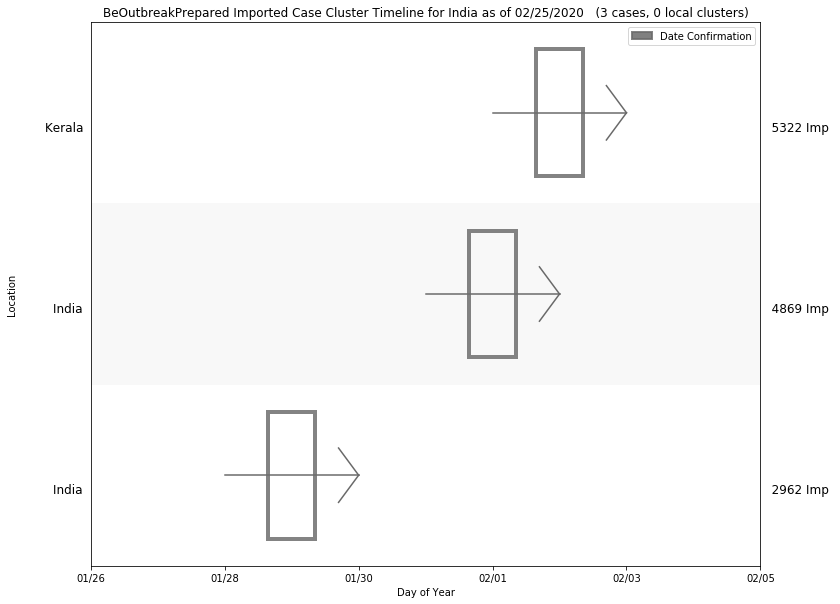 BeOutbreakPrepared Imported Case Cluster Timeline for India as of 02/25/2020   (3 cases, 0 local clusters)
Date Confirmation
Kerala
5322 Imp
Location
India
4869 Imp
India
2962 Imp
01/26
01/28
01/30
02/01
02/03
02/05
Day of Year